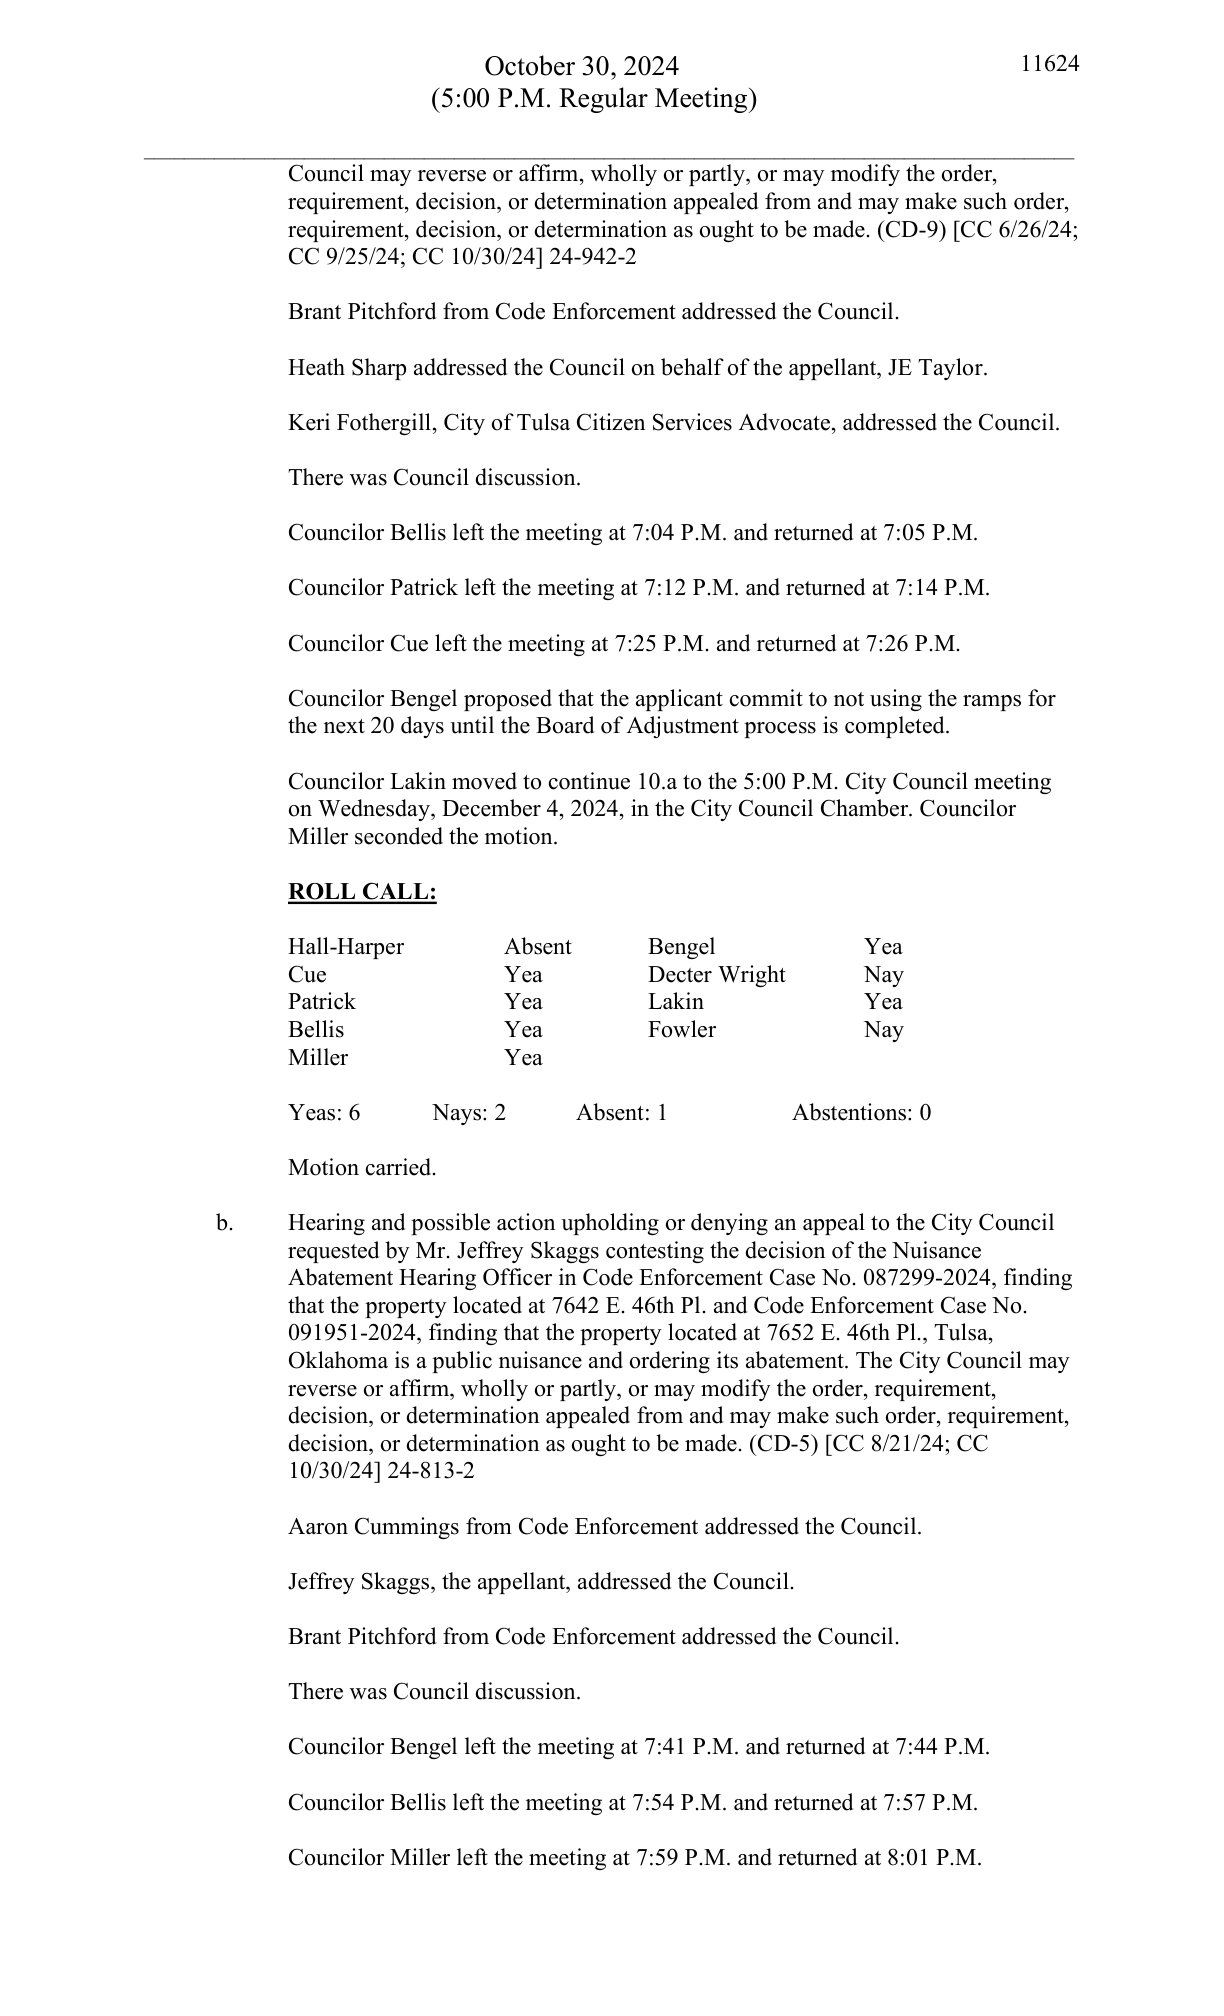 October 30, 2024
11624
(5:00 P.M. Regular Meeting)
Council may reverse or affirm, wholly or partly, or may modify the order,
requirement, decision, or determination appealed from and may make such order,
requirement, decision, or determination as ought to be made. (CD-9) [CC 6/26/24;
CC 9/25/24; CC 10/30/24] 24-942-2
Brant Pitchford from Code Enforcement addressed the Council.
Heath Sharp addressed the Council on behalf of the appellant, JE Taylor.
Keri Fothergill, City of Tulsa Citizen Services Advocate, addressed the Council.
There was Council discussion.
Councilor Bellis left the meeting at 7:04 P.M. and returned at 7:05 P.M.
Councilor Patrick left the meeting at 7:12 P.M. and returned at 7:14 P.M.
Councilor Cue left the meeting at 7:25 P.M. and returned at 7:26 P.M.
Councilor Bengel proposed that the applicant commit to not using the ramps for
the next 20 days until the Board of Adjustment process is completed.
Councilor Lakin moved to continue 10.a to the 5:00 P.M. City Council meeting
on Wednesday, December 4, 2024, in the City Council Chamber. Councilor
Miller seconded the motion.
ROLL CALL:
Hall-Harper Absent Bengel Yea
Cue Yea Decter Wright Nay
Patrick Yea Lakin Yea
Bellis Yea Fowler Nay
Miller Yea
Yeas: 6 Nays: 2 Absent: 1 Abstentions: 0
Motion carried.
b. Hearing and possible action upholding or denying an appeal to the City Council
requested by Mr. Jeffrey Skaggs contesting the decision of the Nuisance
Abatement Hearing Officer in Code Enforcement Case No. 087299-2024, finding
that the property located at 7642 E. 46th Pl. and Code Enforcement Case No.
091951-2024, finding that the property located at 7652 E. 46th Pl., Tulsa,
Oklahoma is a public nuisance and ordering its abatement. The City Council may
reverse or affirm, wholly or partly, or may modify the order, requirement,
decision, or determination appealed from and may make such order, requirement,
decision, or determination as ought to be made. (CD-5) [CC 8/21/24; CC
10/30/24] 24-813-2
Aaron Cummings from Code Enforcement addressed the Council.
Jeffrey Skaggs, the appellant, addressed the Council.
Brant Pitchford from Code Enforcement addressed the Council.
There was Council discussion.
Councilor Bengel left the meeting at 7:41 P.M. and returned at 7:44 P.M.
Councilor Bellis left the meeting at 7:54 P.M. and returned at 7:57 P.M.
Councilor Miller left the meeting at 7:59 P.M. and returned at 8:01 P.M.